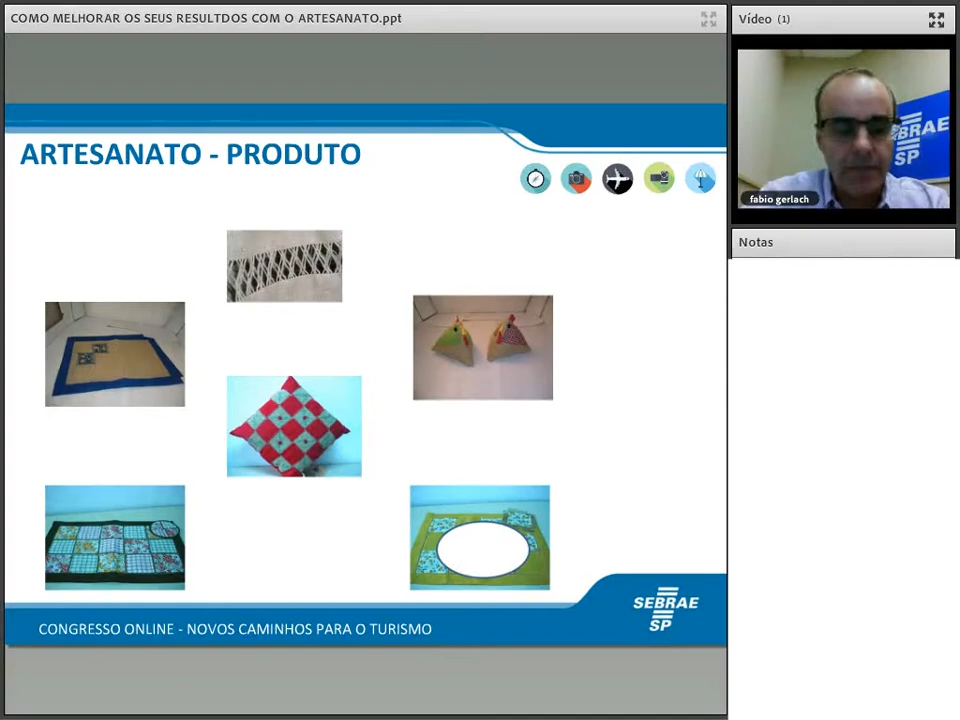 COMO MELHORAR OS SEUS RESULTDOS COM O ARTESANATO.ppt
Vídeo (1)
ARTESANATO - PRODUTO
SEBRAE
SP
fabio gerlach
Notas
SEBRAE
SP
CONGRESSO ONLINE - NOVOS CAMINHOS PARA O TURISMO